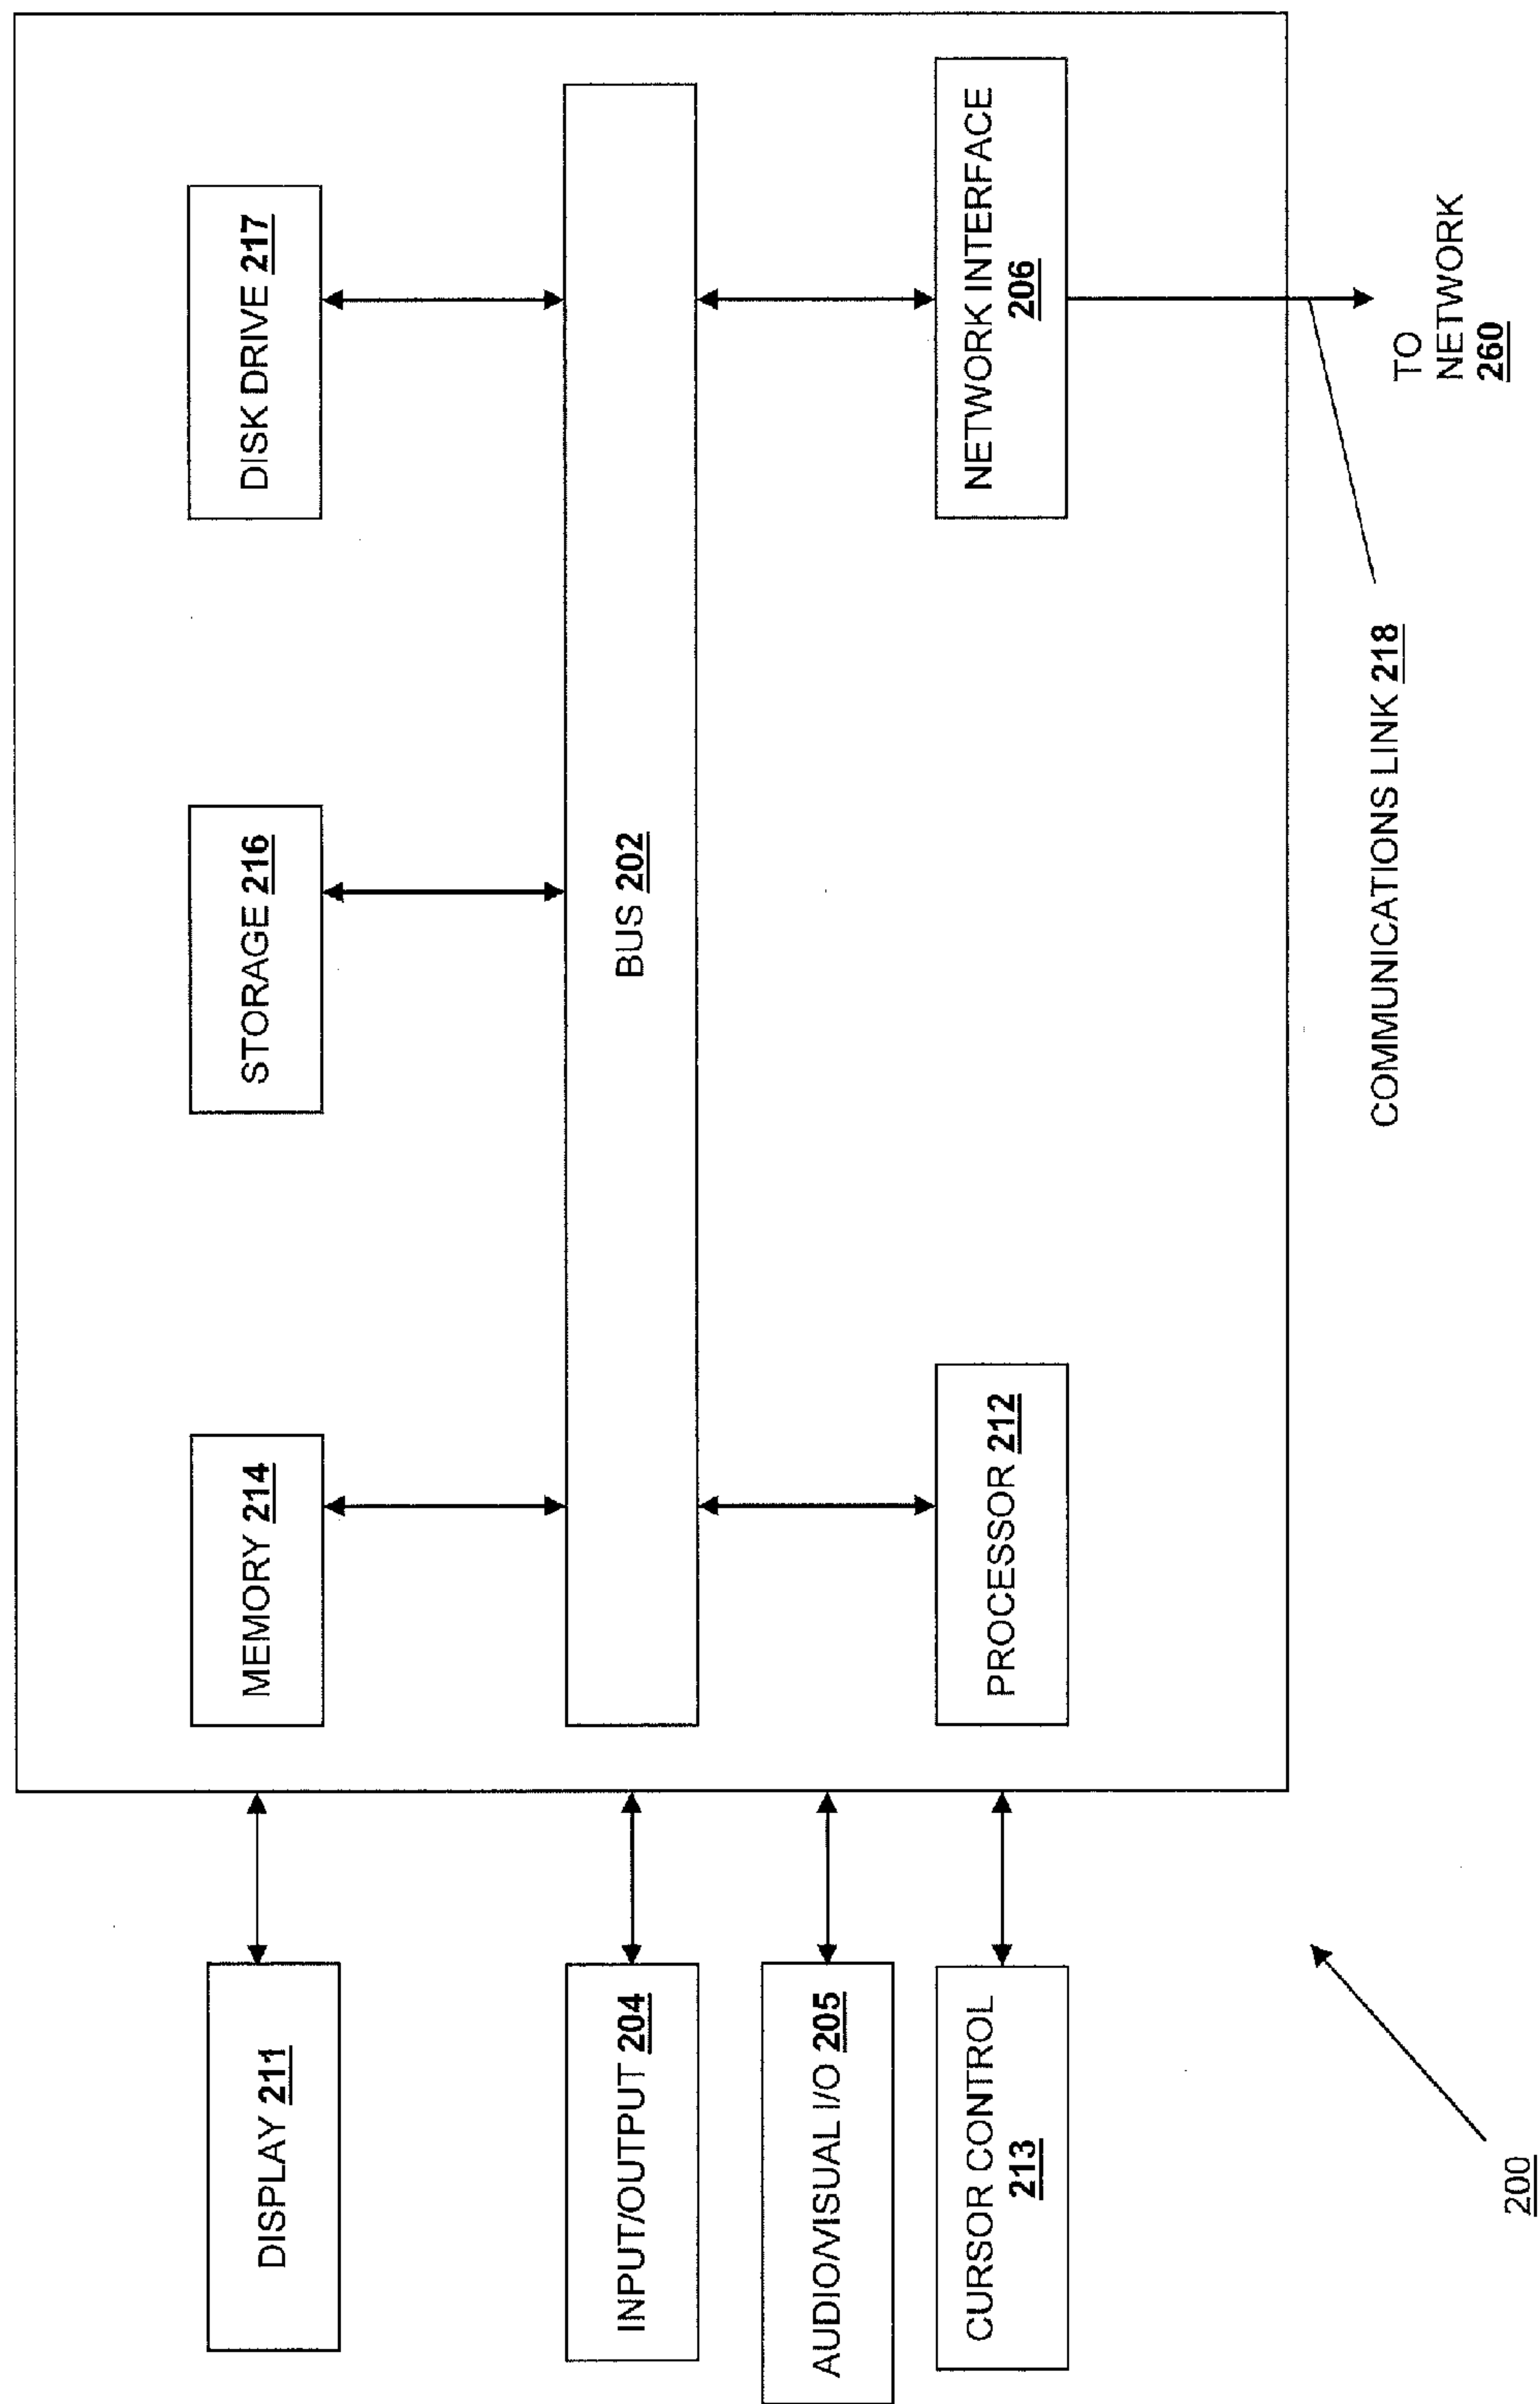 DISPLAY 211
INPUT/OUTPUT 204
AUDIO/VISUAL I/O 205
CURSOR CONTROL
213
MEMORY 214
STORAGE 216
DISK DRIVE 217
BUS 202
PROCESSOR 212
NETWORK INTERFACE
206
COMMUNICATIONS LINK 218
TO
NETWORK
260
200